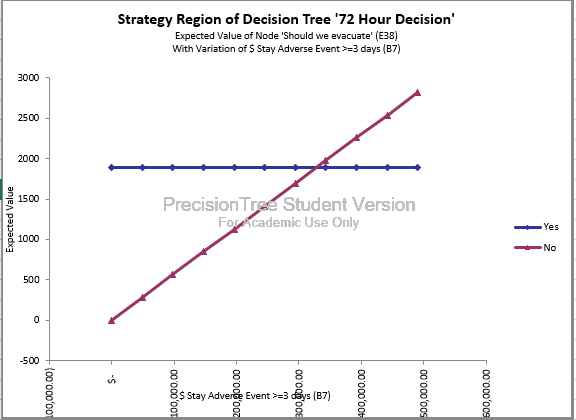 Strategy Region of Decision Tree '72 Hour Decision'
Expected Value of Node 'Should we evacuate' (E38)
With Variation of $ Stay Adverse Event >=3 days (B7)
3000
2500
2000
1500
1000
500
0
-500
Expected Value
PrecisionTree Student Version
For Academic Use Only
Yes
No
100,000.00)
$-
100,000.00
200,000.00
300,000.00
400,000.00
500,000.00
600,000.00
$ Stay Adverse Event >=3 days (B7)